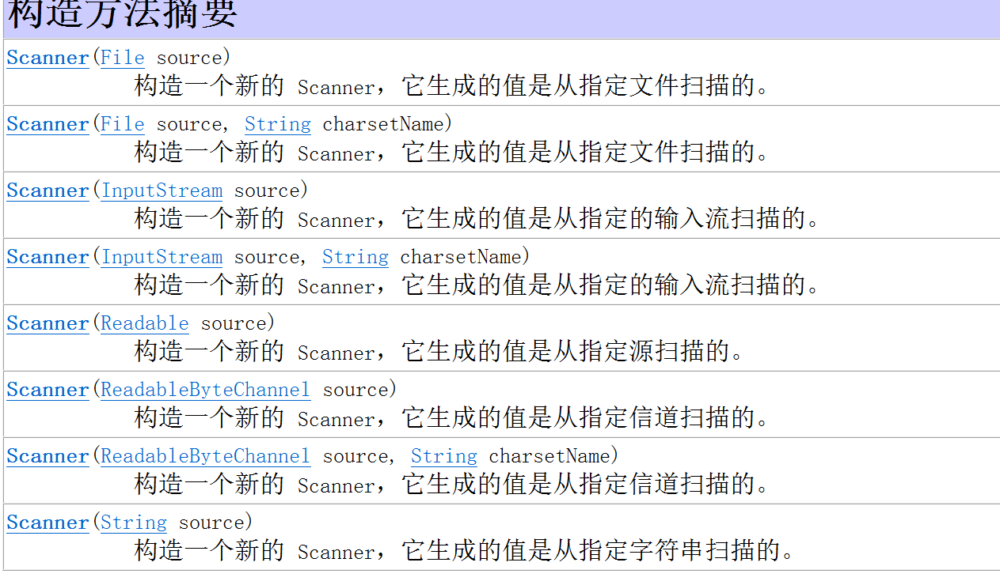 构造方法摘要
Scanner(File source)
构造一个新的 Scanner，它生成的值是从指定文件扫描的。
Scanner(File source, String charsetName)
构造一个新的 Scanner，它生成的值是从指定文件扫描的。
Scanner(InputStream source)
构造一个新的 Scanner，它生成的值是从指定的输入流扫描的。
Scanner(InputStream source, String charsetName)
构造一个新的 Scanner，它生成的值是从指定的输入流扫描的。
Scanner(Readable source)
构造一个新的 Scanner，它生成的值是从指定源扫描的。
Scanner(ReadableByteChannel source)
构造一个新的 Scanner，它生成的值是从指定信道扫描的。
Scanner(ReadableByteChannel source, String charsetName)
构造一个新的 Scanner，它生成的值是从指定信道扫描的。
Scanner(String source)
构造一个新的 Scanner，它生成的值是从指定字符串扫描的。